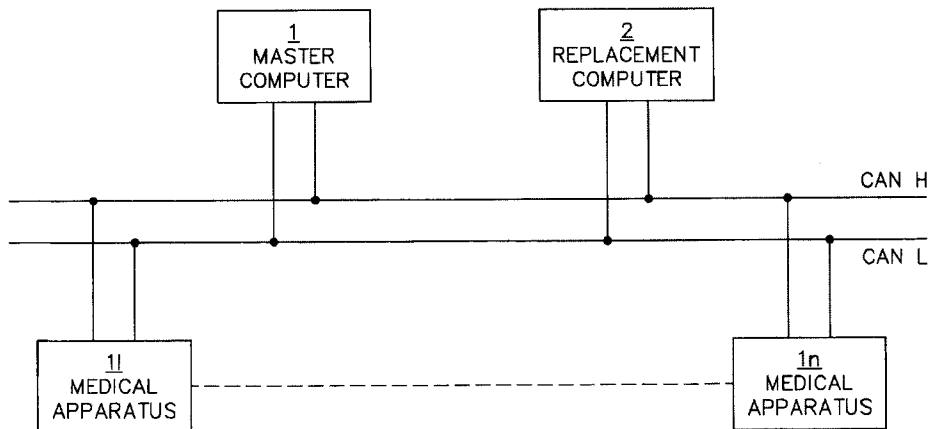 1
MASTER
COMPUTER
2
REPLACEMENT
COMPUTER
CAN H
CAN L
1l
MEDICAL
APPARATUS
1n
MEDICAL
APPARATUS